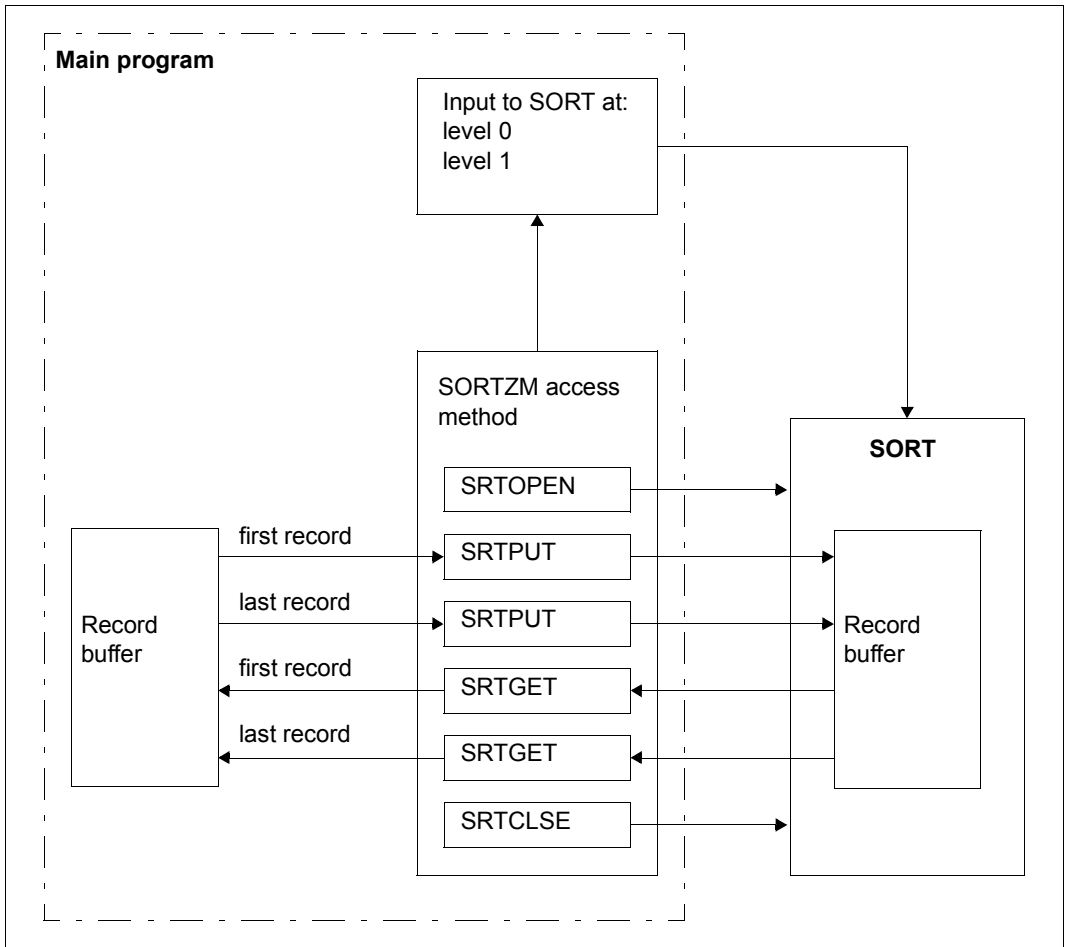 Main program
Input to SORT at:
level 0
level 1
SORTZM access
method
SORT
SRTOPEN
first record
SRTPUT
last record
SRTPUT
Record
buffer
Record
buffer
first record
SRTGET
last record
SRTGET
SRTCLSE